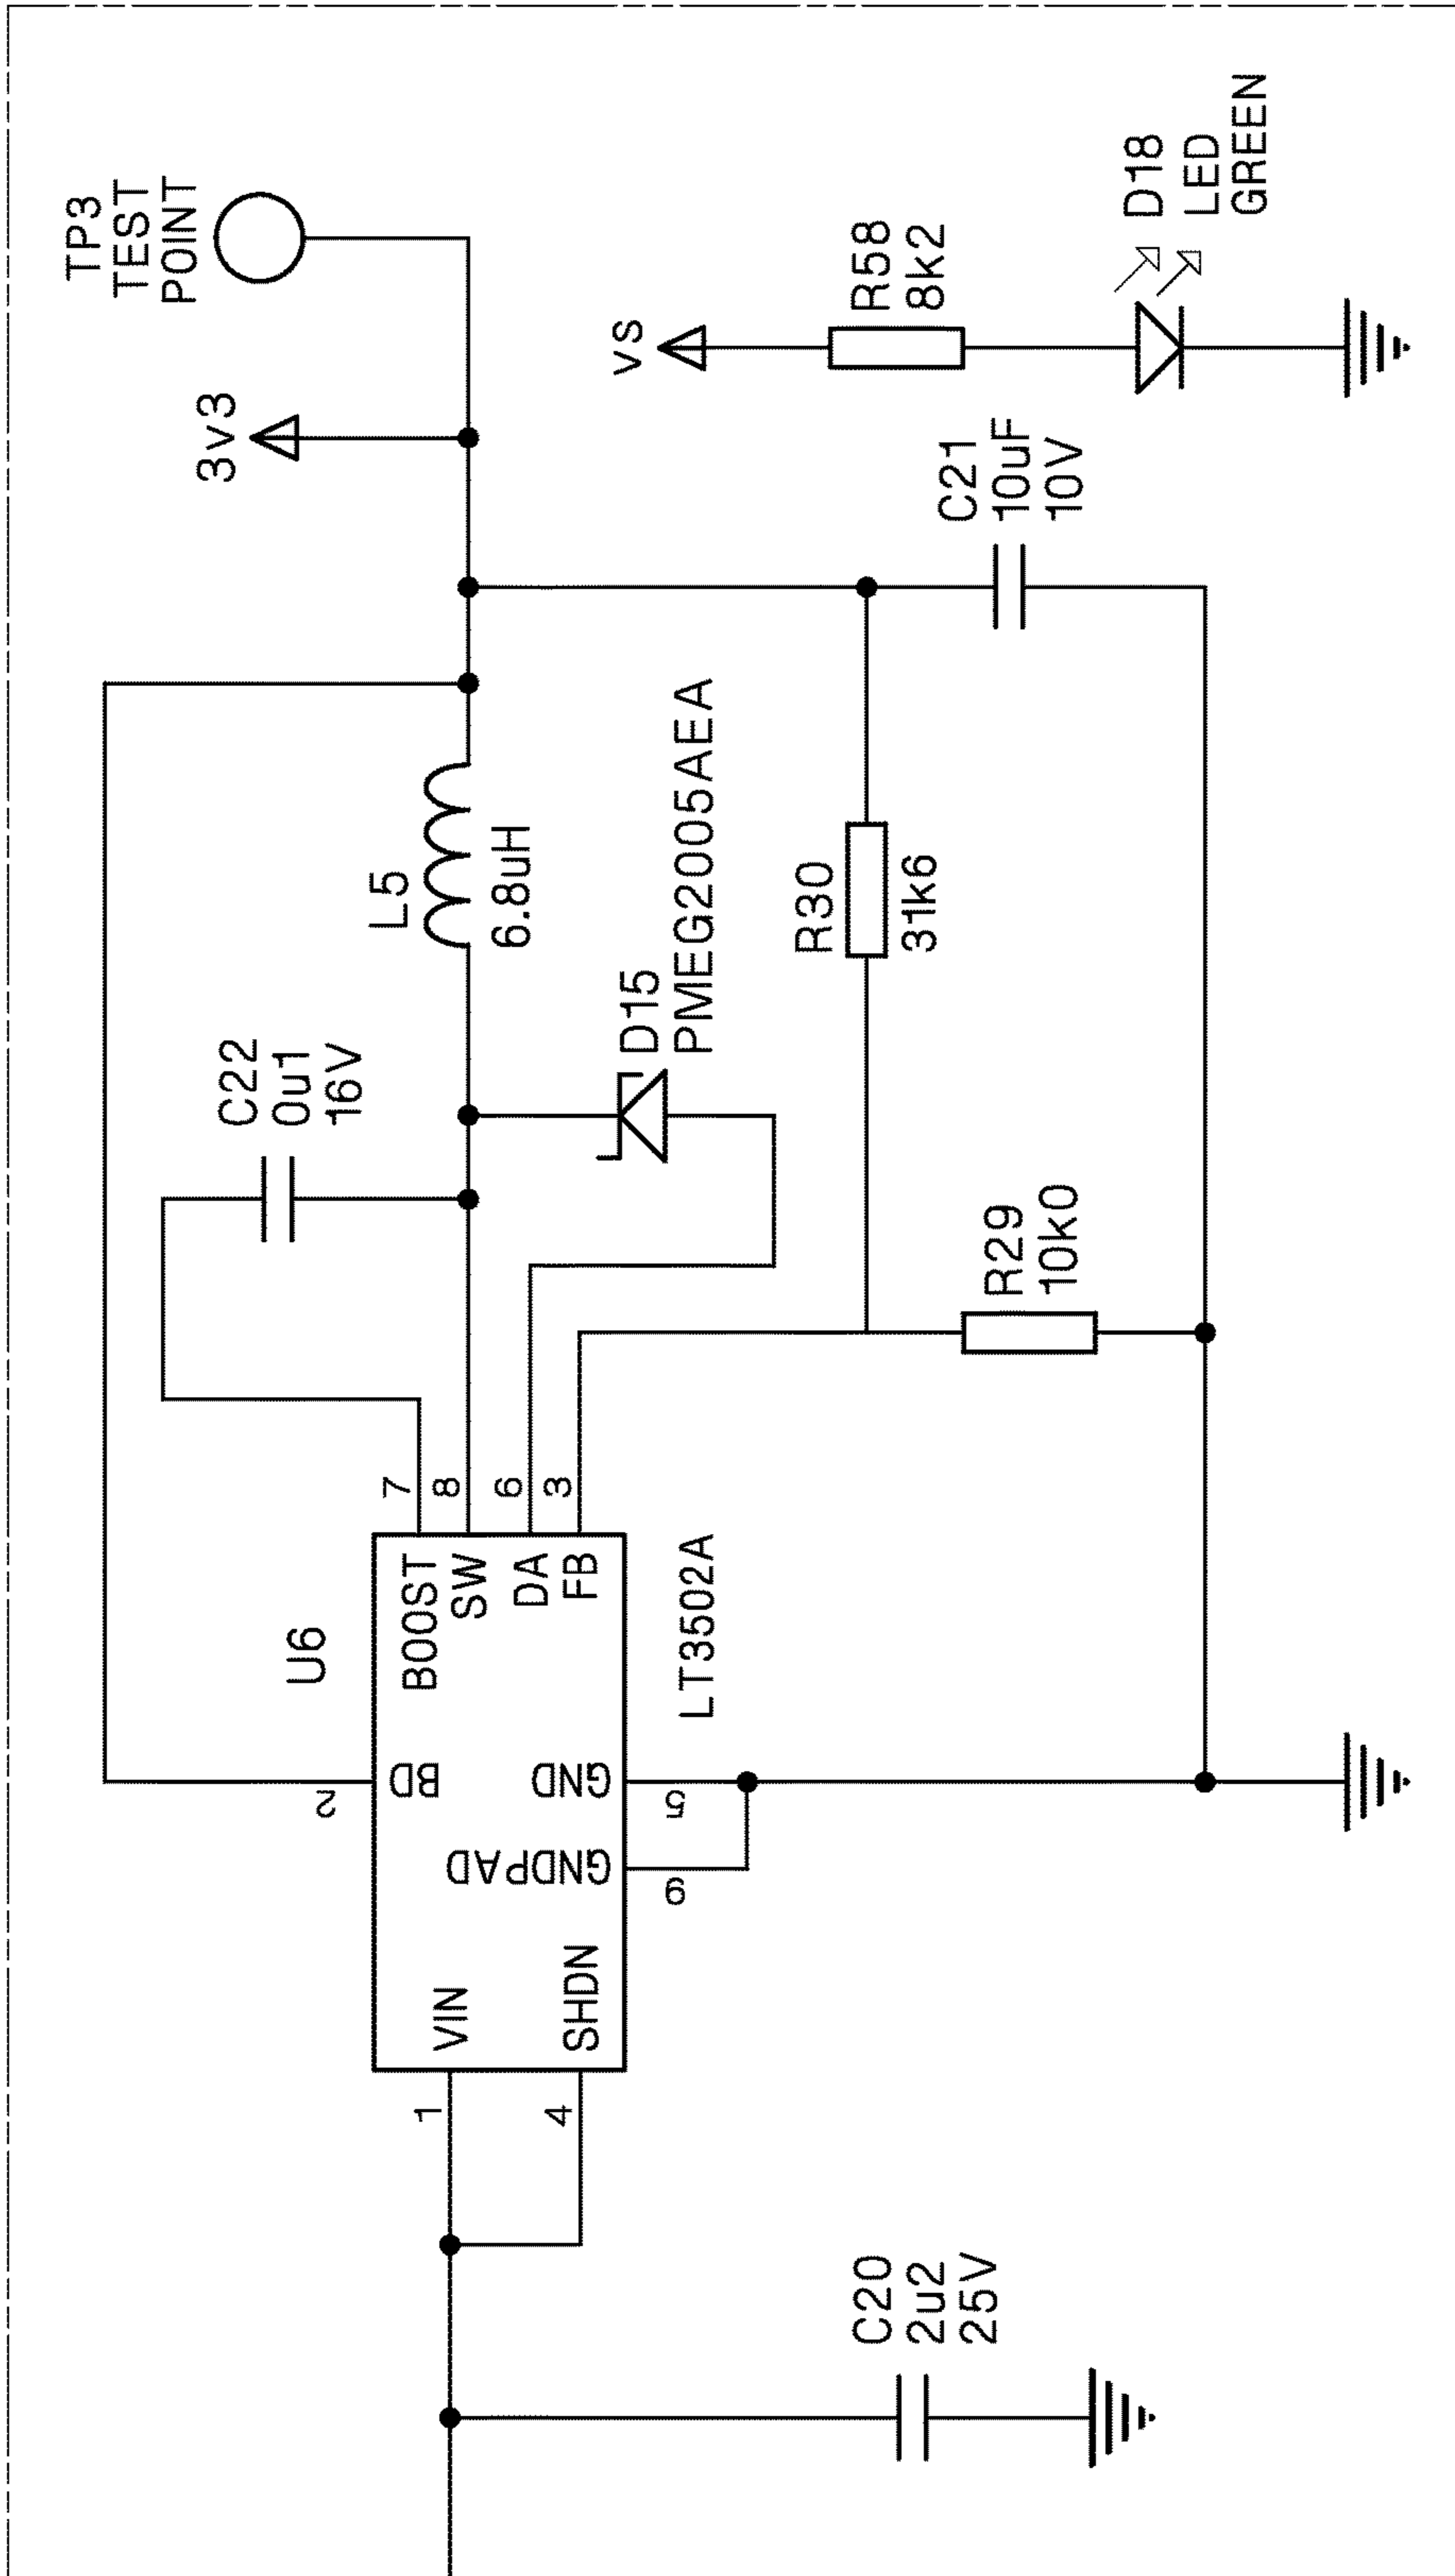 TP3
TEST
POINT
3v3
vs
R58
8k2
D18
LED
GREEN
C21
10uF
10V
L5
6.8uH
D15
PMEG2005AEA
R30
31k6
C22
0u1
16V
R29
10k0
U6
7
8
6
3
BOOST
SW
DA
FB
LT3502A
2
BD
GND
5
GNDPAD
9
VIN
SHDN
1
4
C20
2u2
25V